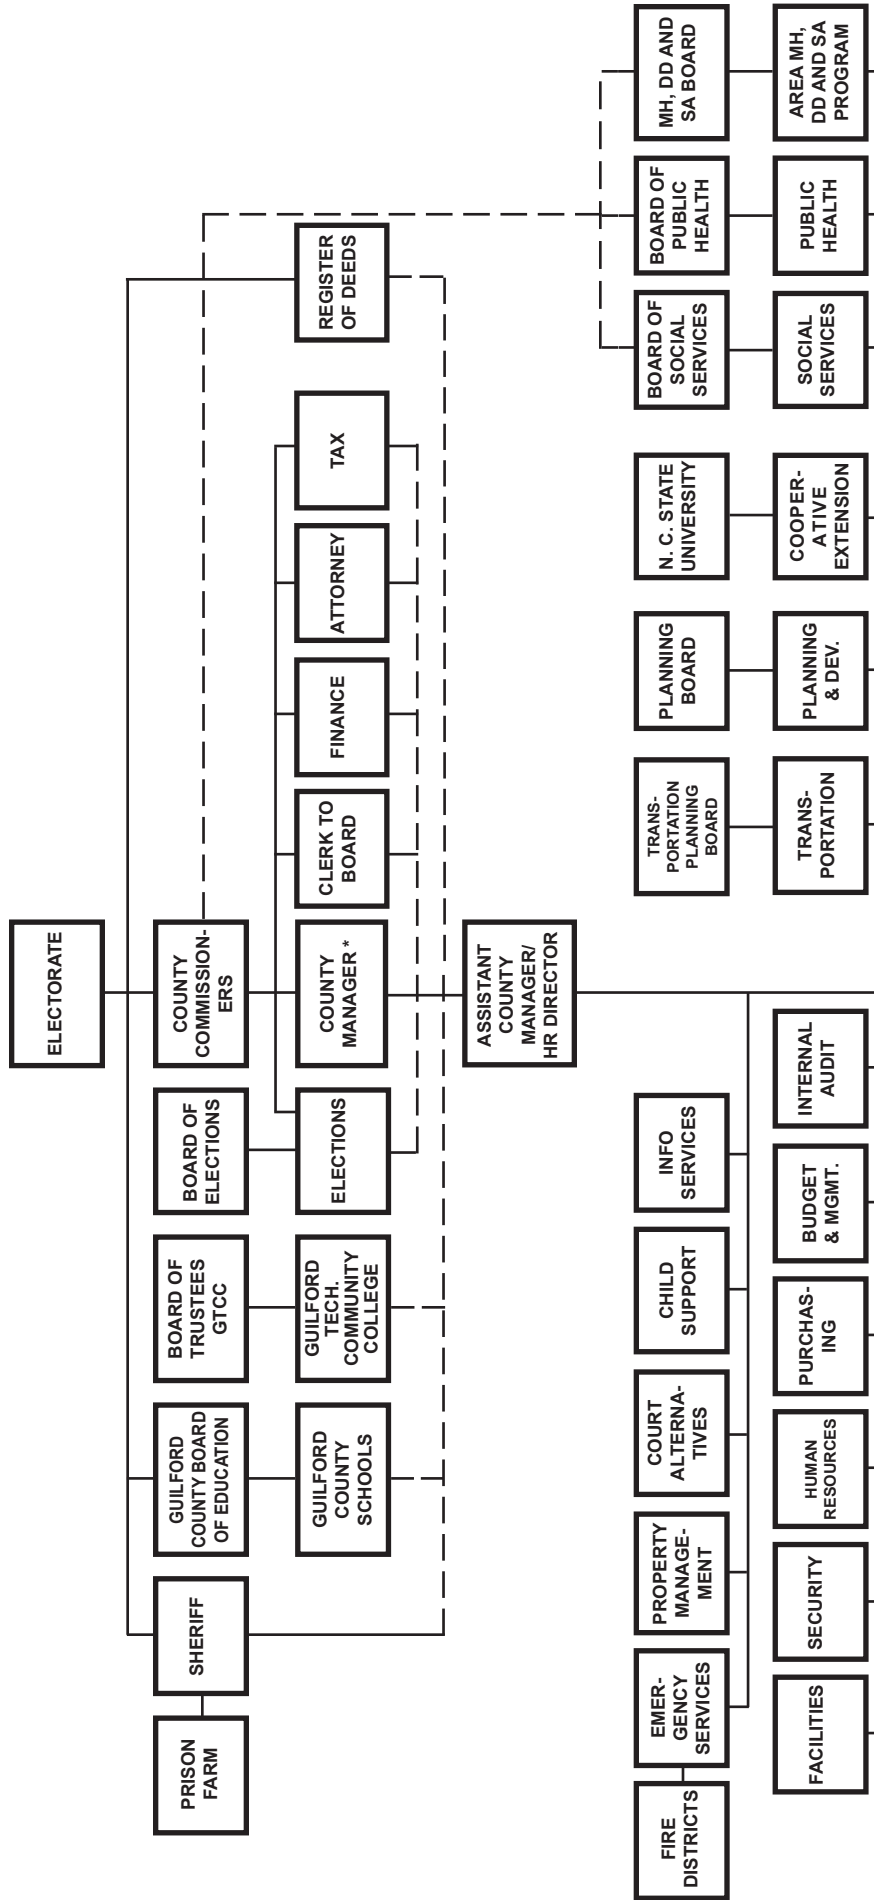 ELECTORATE
PRISON
FARM
SHERIFF
GUILFORD
COUNTY BOARD
OF EDUCATION
BOARD OF
TRUSTEES
GTCC
BOARD OF
ELECTIONS
COUNTY
COMMISSION-
ERS
GUILFORD
COUNTY
SCHOOLS
GUILFORD
TECH.
COMMUNITY
COLLEGE
ELECTIONS
COUNTY
MANAGER *
CLERK TO
BOARD
FINANCE
ATTORNEY
TAX
REGISTER
OF DEEDS
ASSISTANT
COUNTY
MANAGER/
HR DIRECTOR
FIRE
DISTRICTS
EMER-
GENCY
SERVICES
PROPERTY
MANAGE-
MENT
COURT
ALTERNA-
TIVES
CHILD
SUPPORT
INFO
SERVICES
TRANS-
PORTATION
PLANNING
BOARD
PLANNING
BOARD
N. C. STATE
UNIVERSITY
BOARD OF
SOCIAL
SERVICES
BOARD OF
PUBLIC
HEALTH
MH, DD AND
SA BOARD
FACILITIES
SECURITY
HUMAN
RESOURCES
PURCHAS-
ING
BUDGET
& MGMT.
INTERNAL
AUDIT
TRANS-
PORTATION
PLANNING
& DEV.
COOPER-
ATIVE
EXTENSION
SOCIAL
SERVICES
PUBLIC
HEALTH
AREA MH,
DD AND SA
PROGRAM